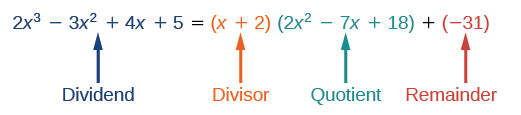 2x³ − 3x² + 4x + 5 = (x + 2) (2x² − 7x + 18) + (−31)
Dividend Divisor Quotient Remainder